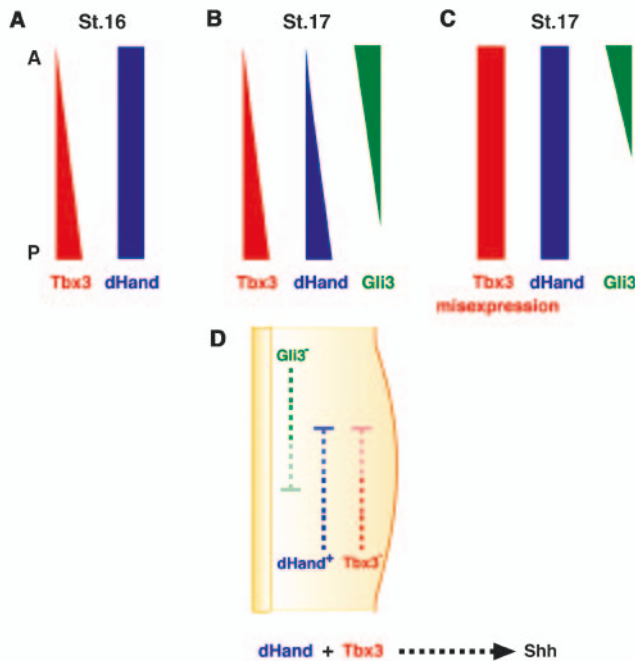 A St.16
B St.17
C St.17
A
P
Tbx3 dHand
Tbx3 dHand Gli3
Tbx3 dHand Gli3
misexpression
D
Gli3⁻
dHand⁺ Tbx3⁻
dHand + Tbx3 Shh